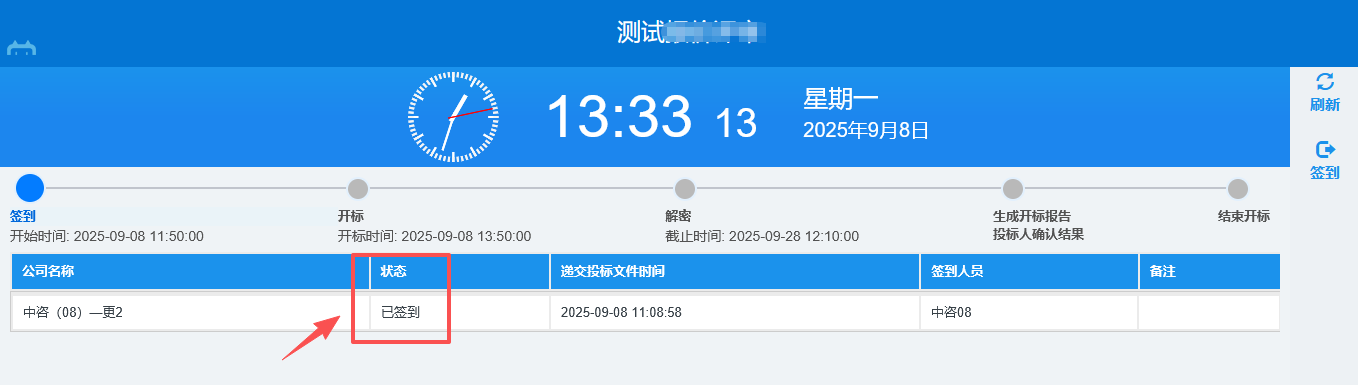 测试
13:33 13
星期一
2025年9月8日
刷新
签到
签到
开始时间: 2025-09-08 11:50:00
开标
开标时间: 2025-09-08 13:50:00
解密
截止时间: 2025-09-28 12:10:00
生成开标报告
投标人确认结果
结束开标
公司名称 状态 递交投标文件时间 签到人员 备注
中咨（08）—更2 已签到 2025-09-08 11:08:58 中咨08